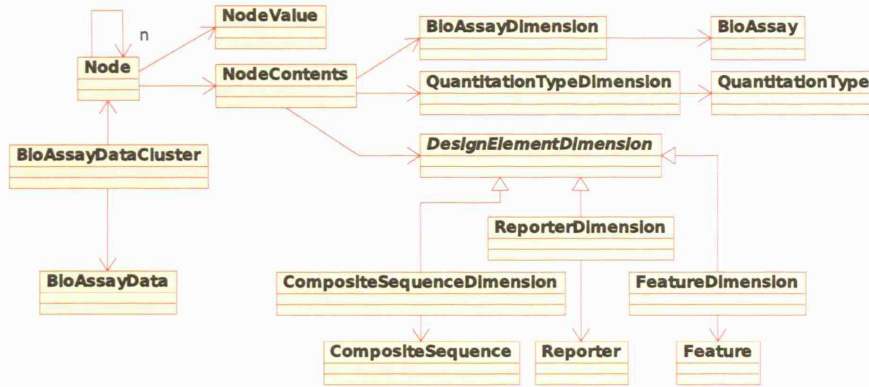 NodeValue
BioAssayDimension
BioAssay
n
Node
NodeContents
QuantitationTypeDimension
QuantitationType
BioAssayDataCluster
DesignElementDimension
ReporterDimension
BioAssayData
CompositeSequenceDimension
FeatureDimension
CompositeSequence
Reporter
Feature